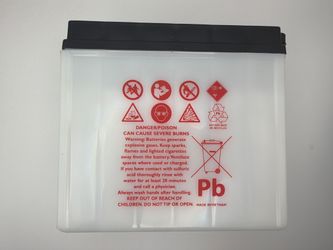 DANGER/POISON
CAN CAUSE SEVERE BURNS
Warning: Batteries generate
explosive gases. Keep sparks,
flames and lighted cigarettes
away from battery.Ventilate
spaces where used or charged.
If you have contact with sulfuric
acid thoroughly rinse with
water for at least 20 minutes
and call a physician.
Always wash hands after handling.
KEEP OUT OF REACH OF
CHILDREN. DO NOT TIP OR OPEN.
Pb
MADE IN VIETNAM